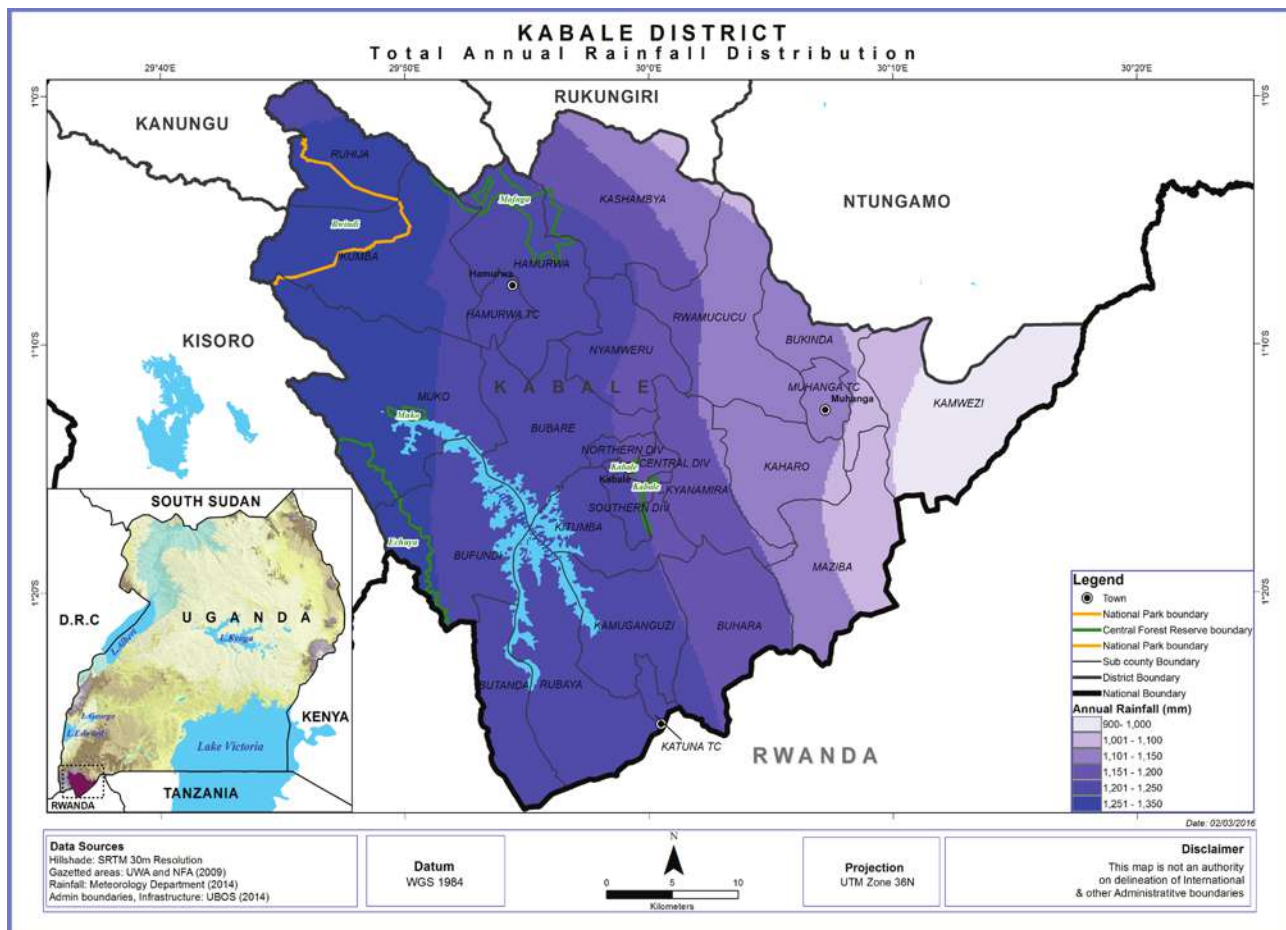 KABALE DISTRICT
Total Annual Rainfall Distribution
29°40'E
29°50'E
30°0'E
30°10'E
30°20'E
1°0'S
1°0'S
RUKUNGIRI
KANUNGU
RUHIJA
KASHAMBYA
NTUNGAMO
Mafuga
Bwindi
IKUMBA
HAMURWA
Hamurwa
HAMURWA TC
RWAMUCUCU
KISORO
1°10'S
1°10'S
BUKINDA
NYAMWERU
KABALE
MUHANGA TC
Muhanga
KAMWEZI
MUKO
Muko
BUBARE
NORTHERN DIV
CENTRAL DIV
Kabale
Kabale
Kabale
KAHARO
KYANAMIRA
SOUTHERN DIV
KITUMBA
Echuya
BUFUNDI
MAZIBA
1°20'S
1°20'S
KAMUGANGUZI
BUHARA
BUTANDA
RUBAYA
KATUNA TC
RWANDA
SOUTH SUDAN
D.R.C
UGANDA
L.Albert
L.Kyoga
L.George
L.Edward
KENYA
Lake Victoria
RWANDA
TANZANIA
Legend
Town
National Park boundary
Central Forest Reserve boundary
National Park boundary
Sub county Boundary
District Boundary
National Boundary
Annual Rainfall (mm)
900- 1,000
1,001 - 1,100
1,101 - 1,150
1,151 - 1,200
1,201 - 1,250
1,251 - 1,350
Date: 02/03/2016
Data Sources
Hillshade: SRTM 30m Resolution
Gazetted areas: UWA and NFA (2009)
Rainfall: Meteorology Department (2014)
Admin boundaries, Infrastructure: UBOS (2014)
Datum
WGS 1984
N
0 5 10
Kilometers
Projection
UTM Zone 36N
Disclaimer
This map is not an authority
on delineation of International
& other Administratitve boundaries